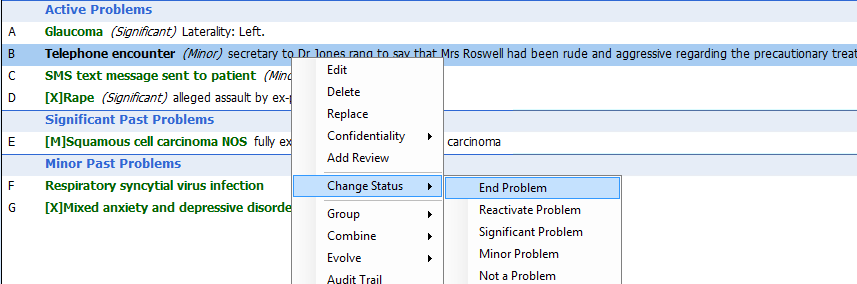 Active Problems
A Glaucoma (Significant) Laterality: Left.
B Telephone encounter (Minor) secretary to Dr Jones rang to say that Mrs Roswell had been rude and aggressive regarding the precautionary treat
C SMS text message sent to patient (Mino
D [X]Rape (Significant) alleged assault by ex-p
Significant Past Problems
E [M]Squamous cell carcinoma NOS fully ex carcinoma
Minor Past Problems
F Respiratory syncytial virus infection
G [X]Mixed anxiety and depressive disorde
Edit
Delete
Replace
Confidentiality
Add Review
Change Status
Group
Combine
Evolve
Audit Trail
End Problem
Reactivate Problem
Significant Problem
Minor Problem
Not a Problem